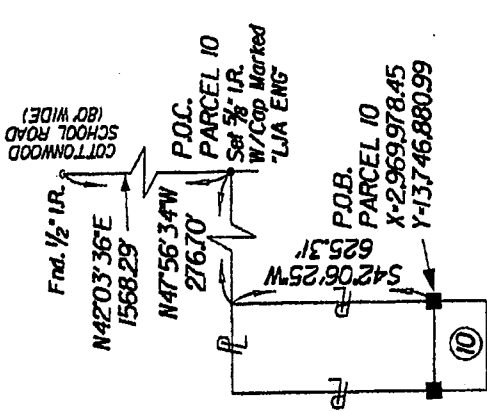 COTTONWOOD
SCHOOL ROAD
(80' WIDE)
Fnd. 1/2" I.R.
N42°03'36"E
1568.29'
N47°56'34"W
276.70'
P.O.C.
PARCEL 10
Set 5/8" I.R.
W/Cap Marked
"LJA ENG"
S42°06'25"W
625.31'
P.O.B.
PARCEL 10
X=2,969,978.45
Y=13,746,880.99
PL
PL
PL
10